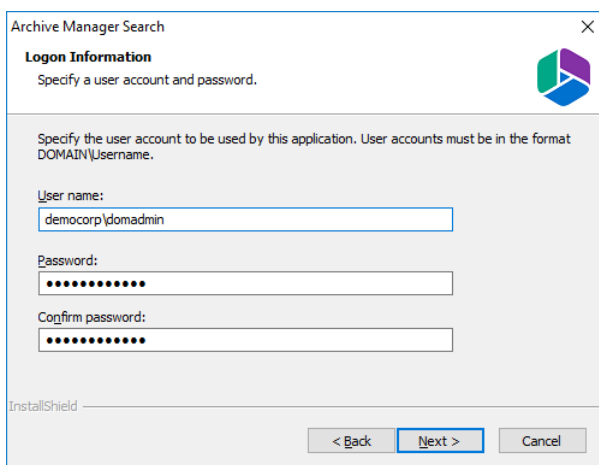 Archive Manager Search
Logon Information
Specify a user account and password.
Specify the user account to be used by this application. User accounts must be in the format
DOMAIN\Username.
User name:
democorp\domadmin
Password:
••••••••••••
Confirm password:
••••••••••••
InstallShield
< Back
Next >
Cancel